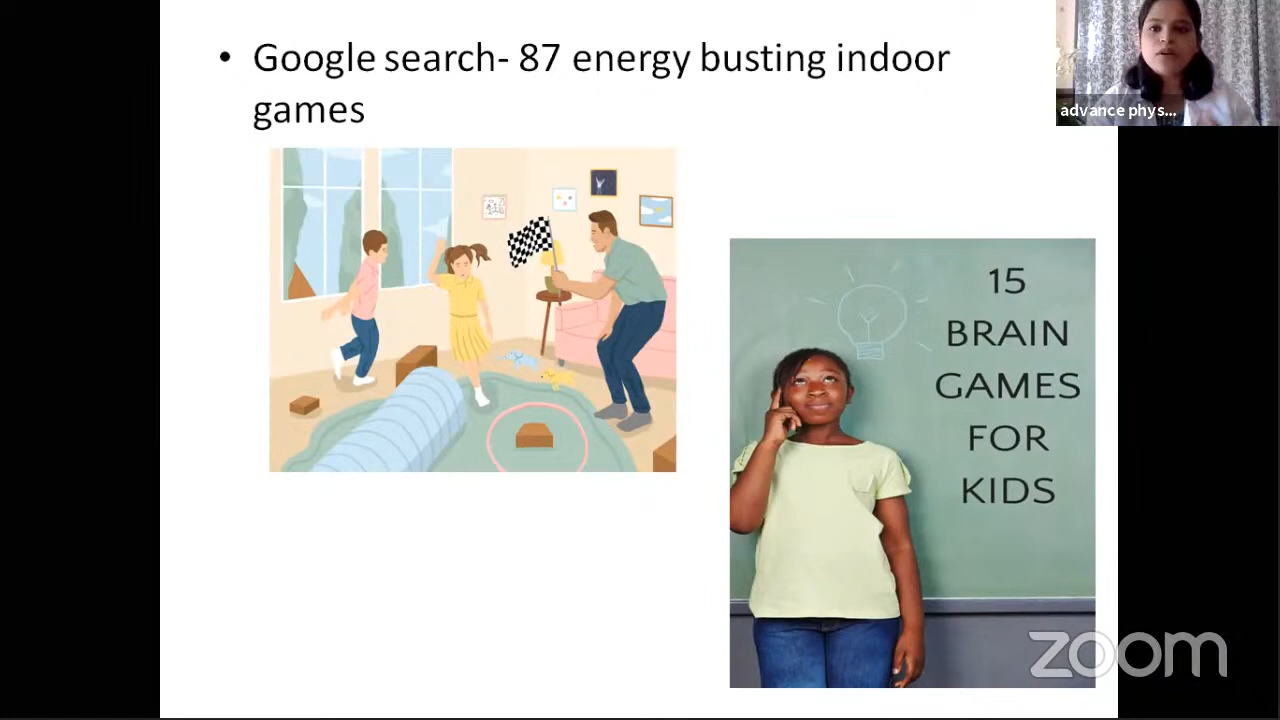 • Google search- 87 energy busting indoor
games
advance phys...
15
BRAIN
GAMES
FOR
KIDS
zoom